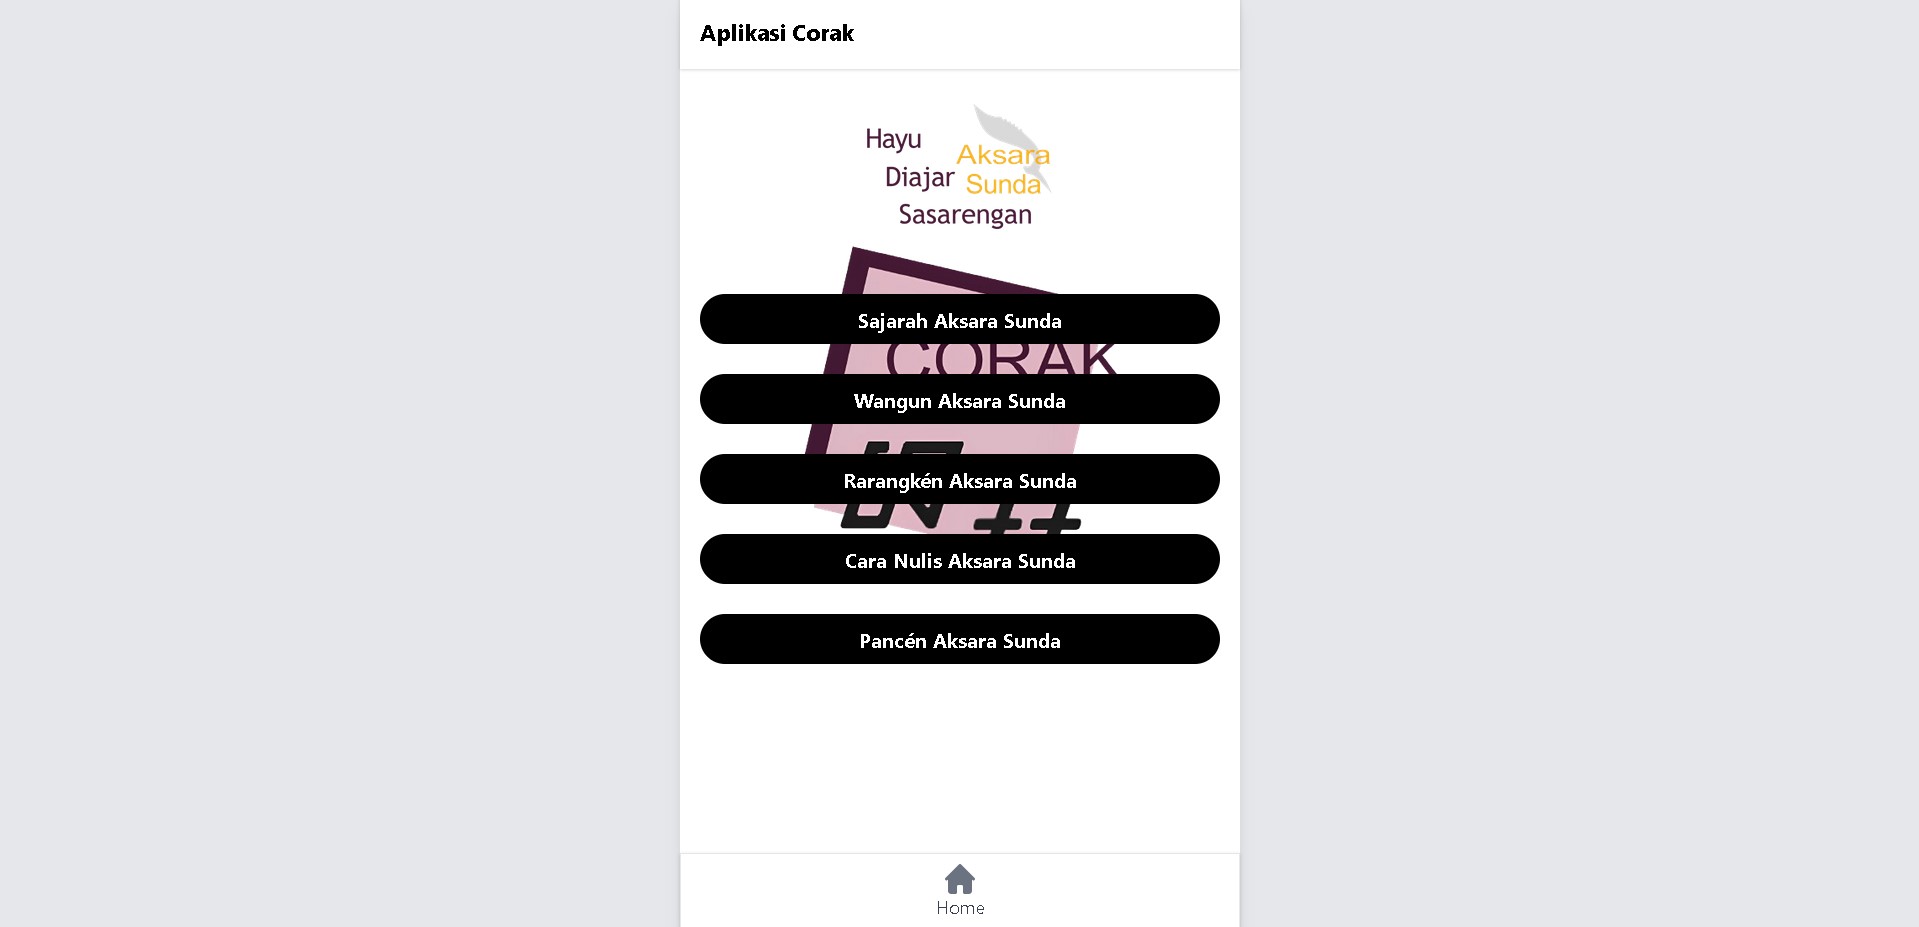 Aplikasi Corak
Hayu
Aksara
Diajar
Sunda
Sasarengan
Sajarah Aksara Sunda
CORAK
Wangun Aksara Sunda
Rarangkén Aksara Sunda
Cara Nulis Aksara Sunda
Pancén Aksara Sunda
Home